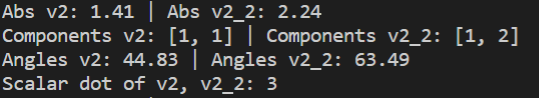 Abs v2: 1.41 | Abs v2_2: 2.24
Components v2: [1, 1] | Components v2_2: [1, 2]
Angles v2: 44.83 | Angles v2_2: 63.49
Scalar dot of v2, v2_2: 3